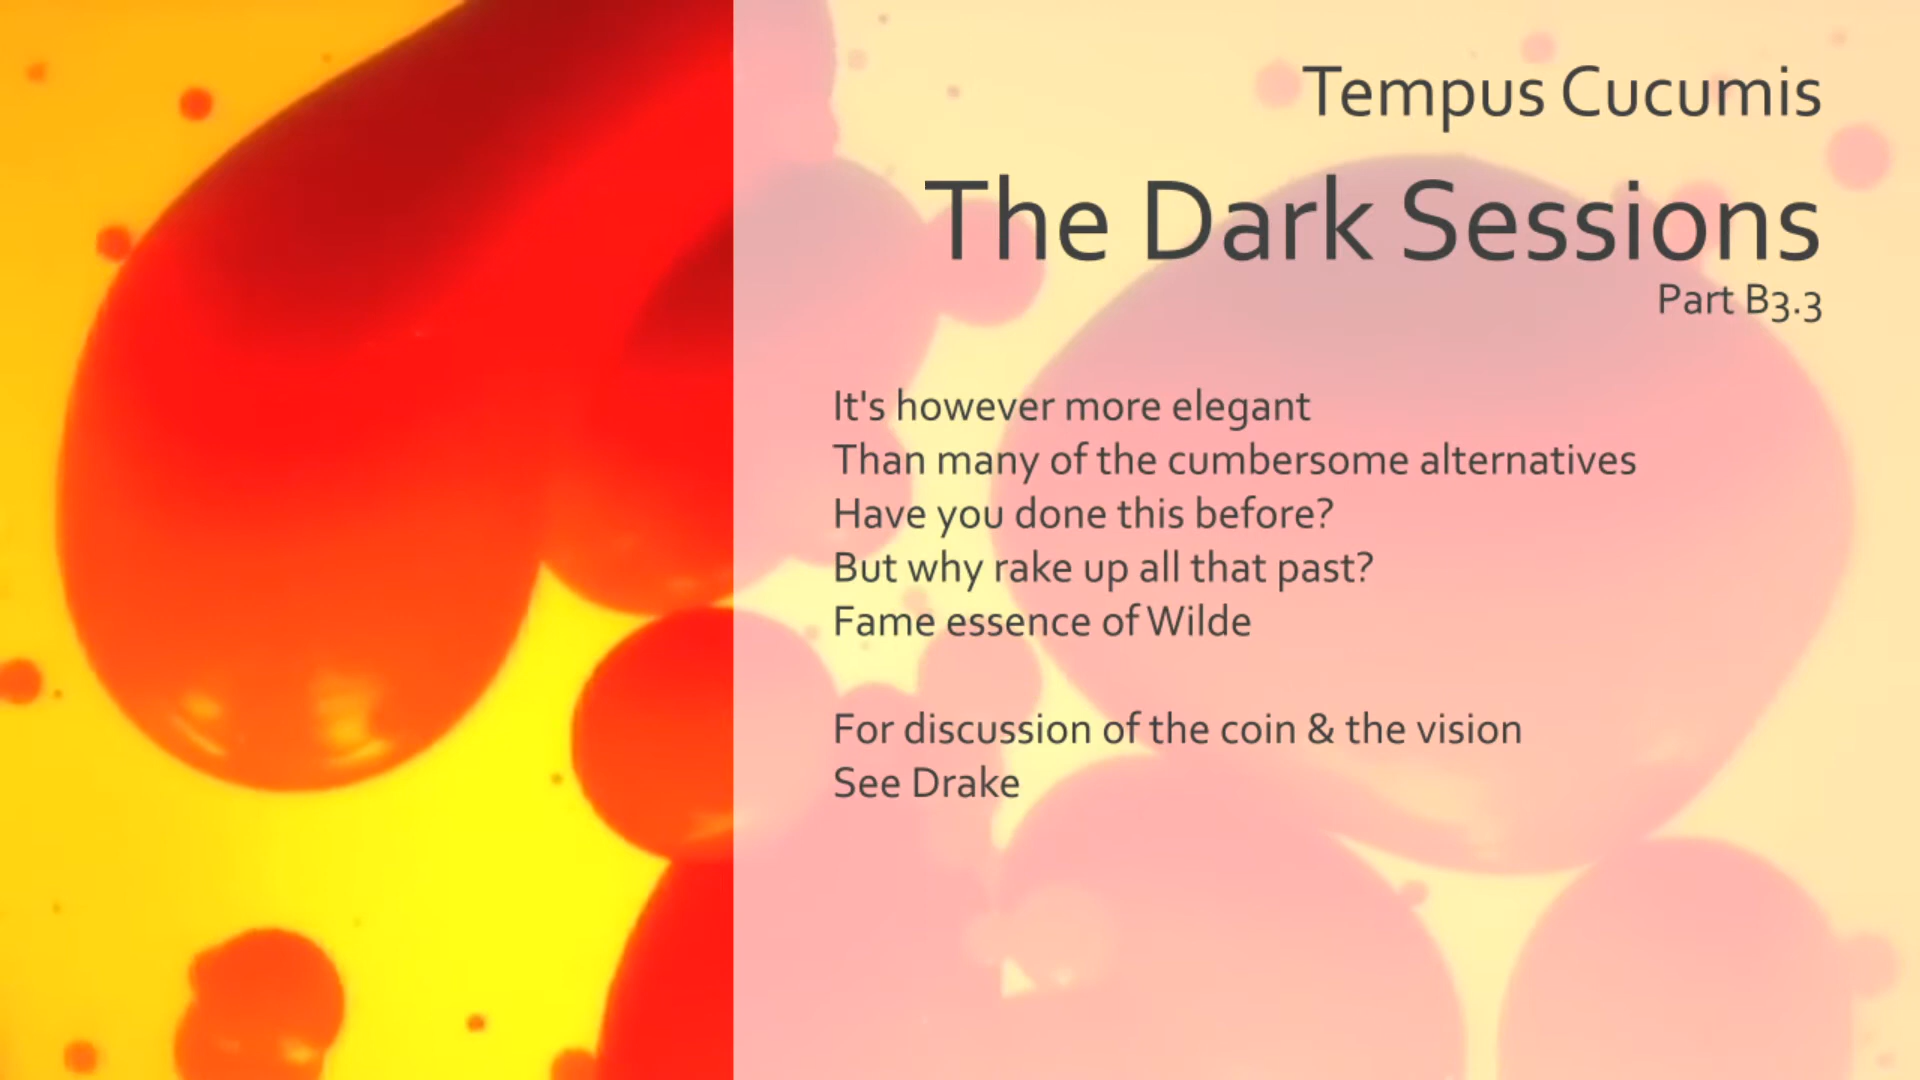 Tempus Cucumis
The Dark Sessions
Part B3.3
It's however more elegant
Than many of the cumbersome alternatives
Have you done this before?
But why rake up all that past?
Fame essence of Wilde
For discussion of the coin & the vision
See Drake